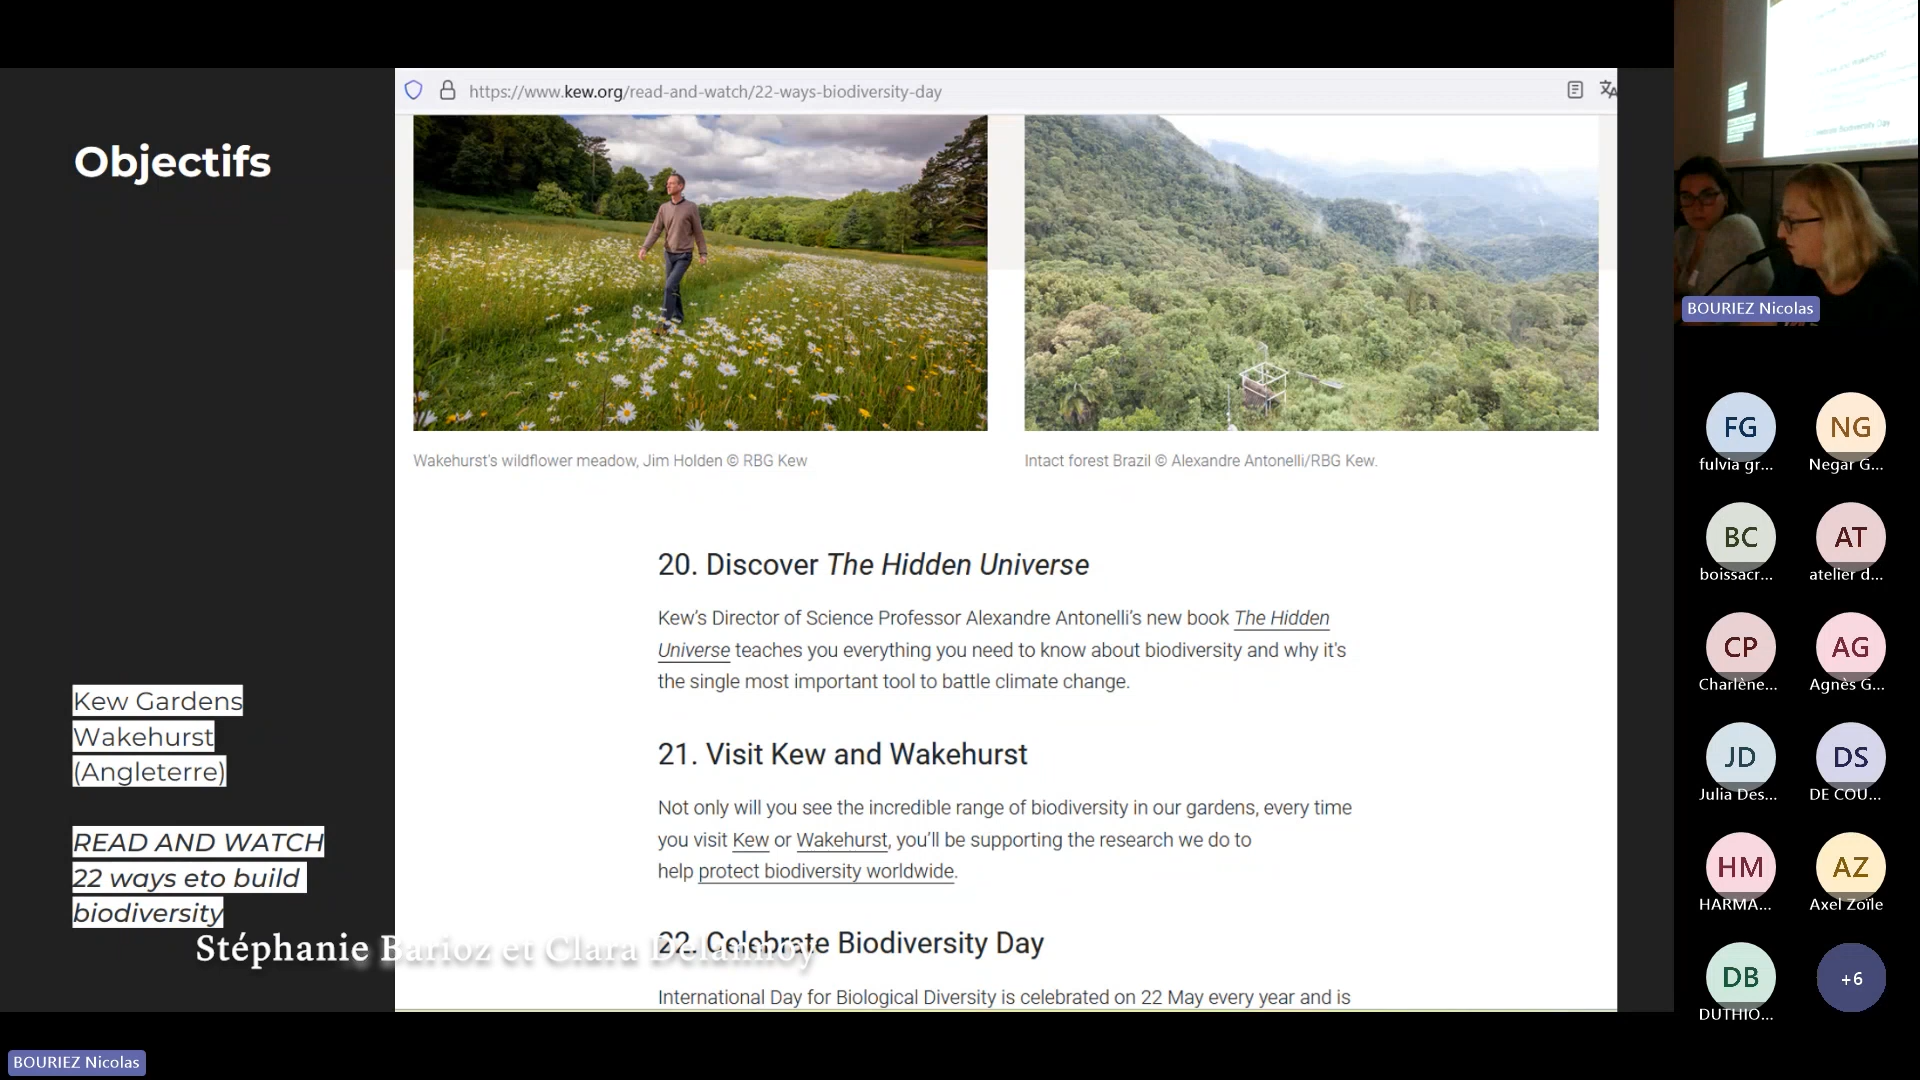 Objectifs
Kew Gardens
Wakehurst
(Angleterre)
READ AND WATCH
22 ways eto build
biodiversity
https://www.kew.org/read-and-watch/22-ways-biodiversity-day
Wakehurst's wildflower meadow, Jim Holden © RBG Kew
Intact forest Brazil © Alexandre Antonelli/RBG Kew.
20. Discover The Hidden Universe
Kew's Director of Science Professor Alexandre Antonelli's new book The Hidden
Universe teaches you everything you need to know about biodiversity and why it's
the single most important tool to battle climate change.
21. Visit Kew and Wakehurst
Not only will you see the incredible range of biodiversity in our gardens, every time
you visit Kew or Wakehurst, you'll be supporting the research we do to
help protect biodiversity worldwide.
22. Celebrate Biodiversity Day
International Day for Biological Diversity is celebrated on 22 May every year and is
Stéphanie Barioz et Clara Delannoy
BOURIEZ Nicolas
FG
fulvia gr...
NG
Negar G...
BC
boissacr...
AT
atelier d...
CP
Charlène...
AG
Agnès G...
JD
Julia Des...
DS
DE COU...
HM
HARMA...
AZ
Axel Zoïle
DB
DUTHIO...
+6
BOURIEZ Nicolas